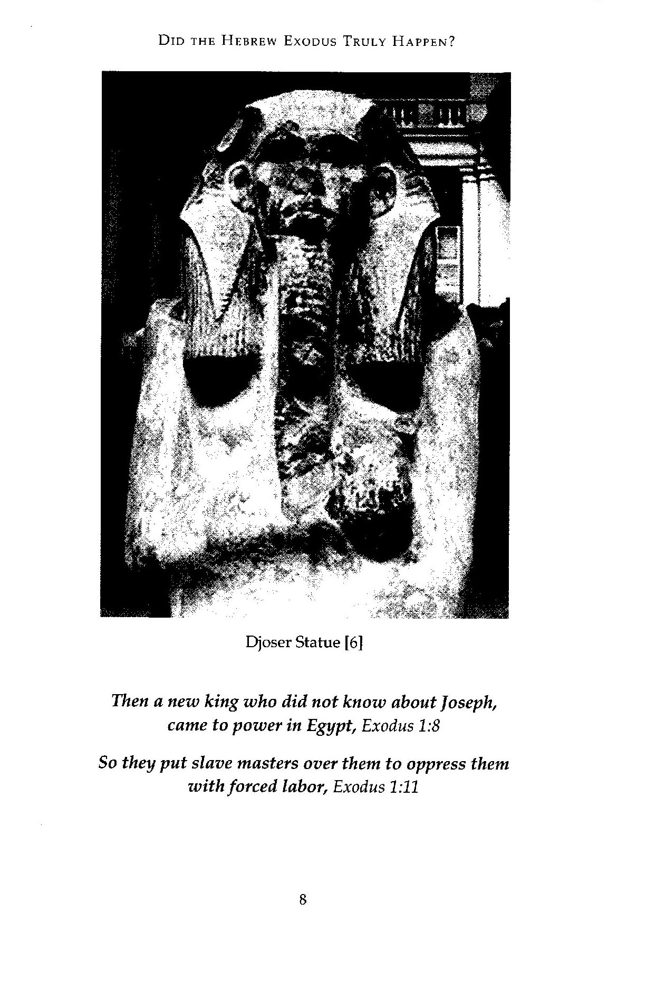 DID THE HEBREW EXODUS TRULY HAPPEN?
Djoser Statue [6]
Then a new king who did not know about Joseph,
came to power in Egypt, Exodus 1:8
So they put slave masters over them to oppress them
with forced labor, Exodus 1:11
8